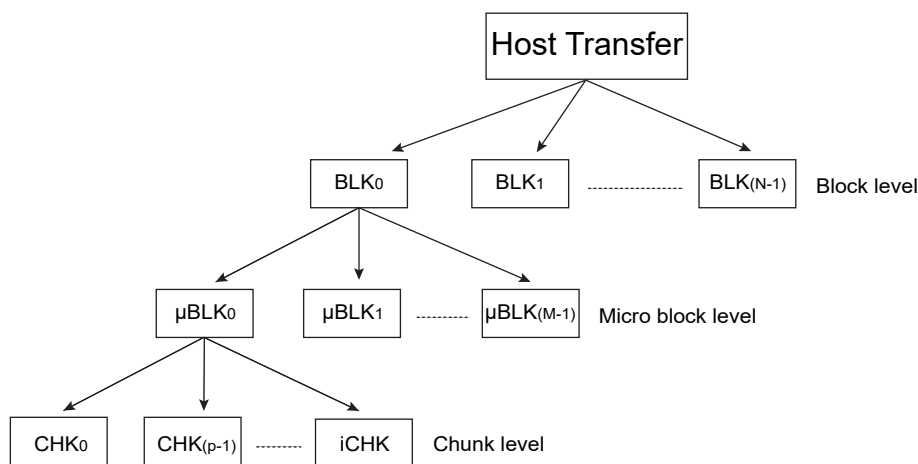 Host Transfer
BLK0 BLK1 BLK(N-1) Block level
µBLK0 µBLK1 µBLK(M-1) Micro block level
CHK0 CHK(p-1) iCHK Chunk level